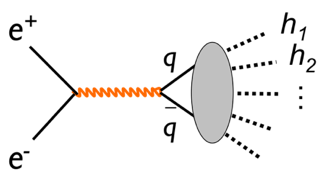 e⁺
h₁
q
h₂
⋮
q̄
e⁻